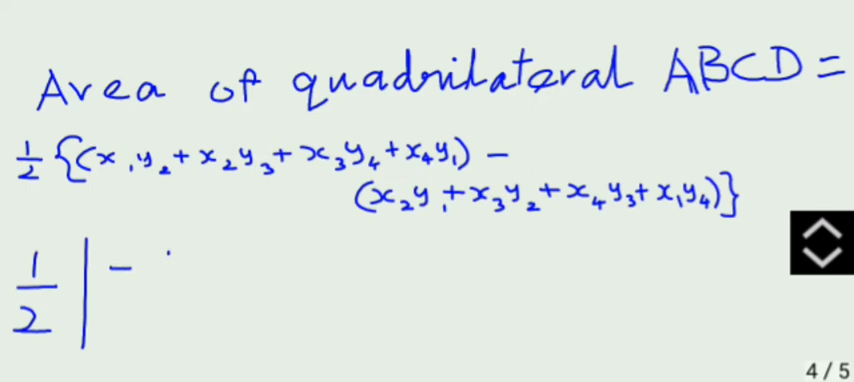 Area of quadrilateral ABCD =
½ {(x₁y₂ + x₂y₃ + x₃y₄ + x₄y₁) −
(x₂y₁ + x₃y₂ + x₄y₃ + x₁y₄)}
½ | −
4 / 5